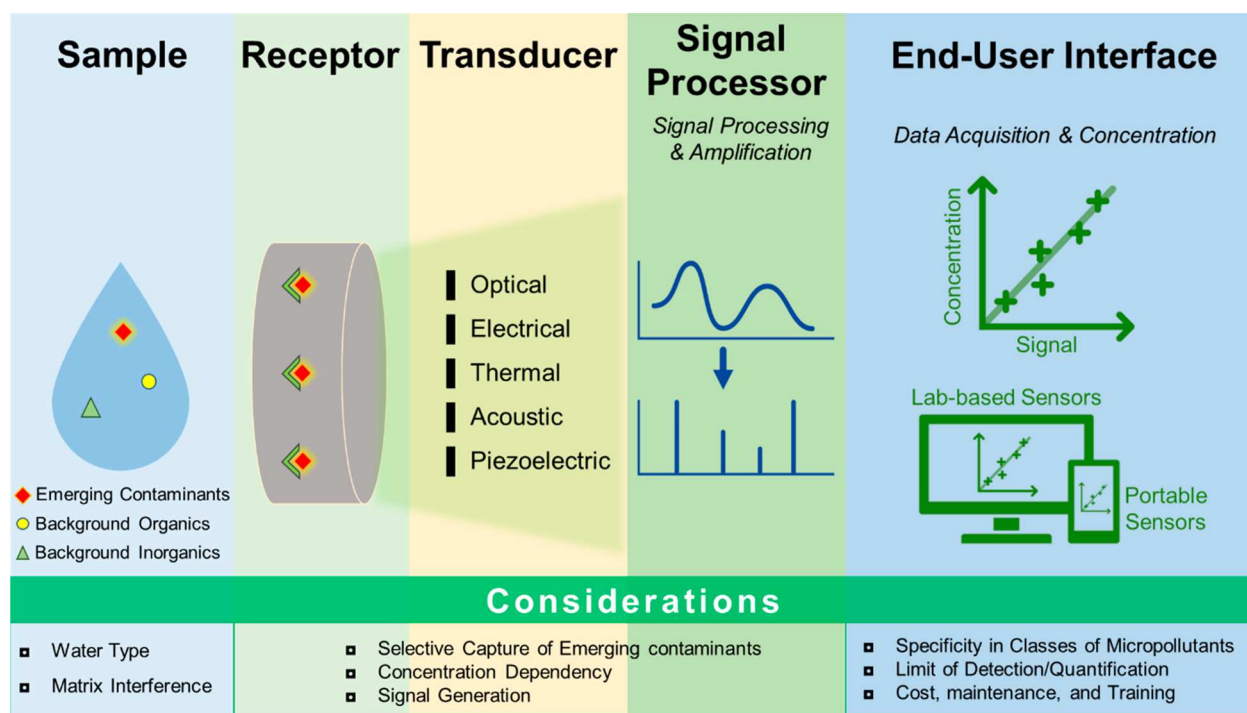 Sample
Receptor
Transducer
Signal
Processor
Signal Processing
& Amplification
End-User Interface
Data Acquisition & Concentration
Emerging Contaminants
Background Organics
Background Inorganics
Optical
Electrical
Thermal
Acoustic
Piezoelectric
Concentration
Signal
Lab-based Sensors
Portable
Sensors
Considerations
Water Type
Matrix Interference
Selective Capture of Emerging contaminants
Concentration Dependency
Signal Generation
Specificity in Classes of Micropollutants
Limit of Detection/Quantification
Cost, maintenance, and Training